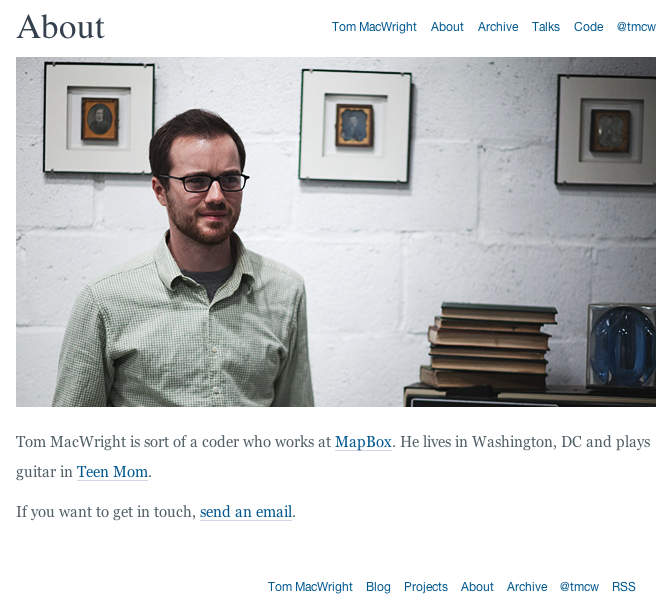 About
Tom MacWright About Archive Talks Code @tmcw
Tom MacWright is sort of a coder who works at MapBox. He lives in Washington, DC and plays
guitar in Teen Mom.
If you want to get in touch, send an email.
Tom MacWright Blog Projects About Archive @tmcw RSS